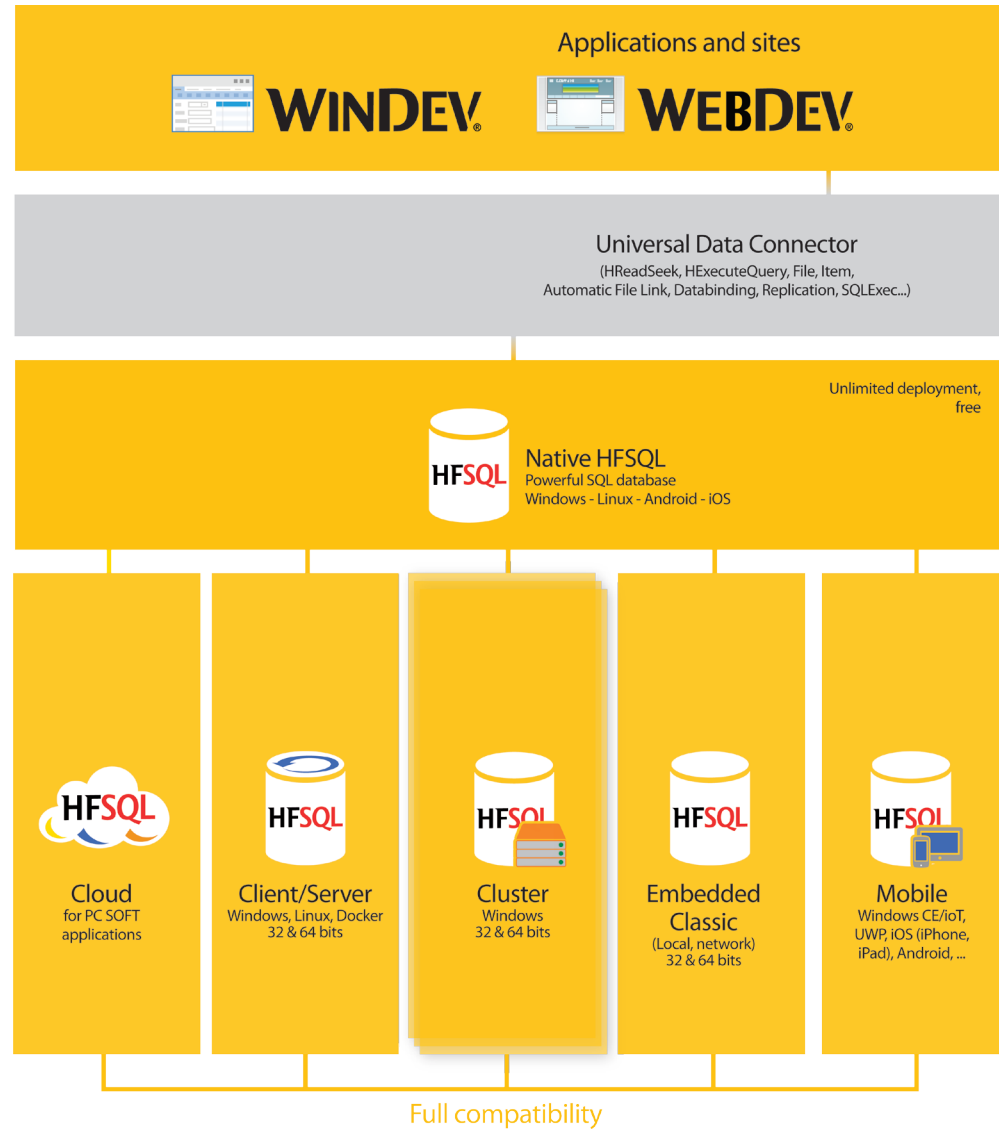 Applications and sites
WINDEV®
WEBDEV®
Universal Data Connector
(HReadSeek, HExecuteQuery, File, Item,
Automatic File Link, Databinding, Replication, SQLExec...)
Unlimited deployment,
free
HFSQL
Native HFSQL
Powerful SQL database
Windows - Linux - Android - iOS
HFSQL
Cloud
for PC SOFT
applications
HFSQL
Client/Server
Windows, Linux, Docker
32 & 64 bits
HFSQL
Cluster
Windows
32 & 64 bits
HFSQL
Embedded
Classic
(Local, network)
32 & 64 bits
HFSQL
Mobile
Windows CE/ioT,
UWP, iOS (iPhone,
iPad), Android, ...
Full compatibility